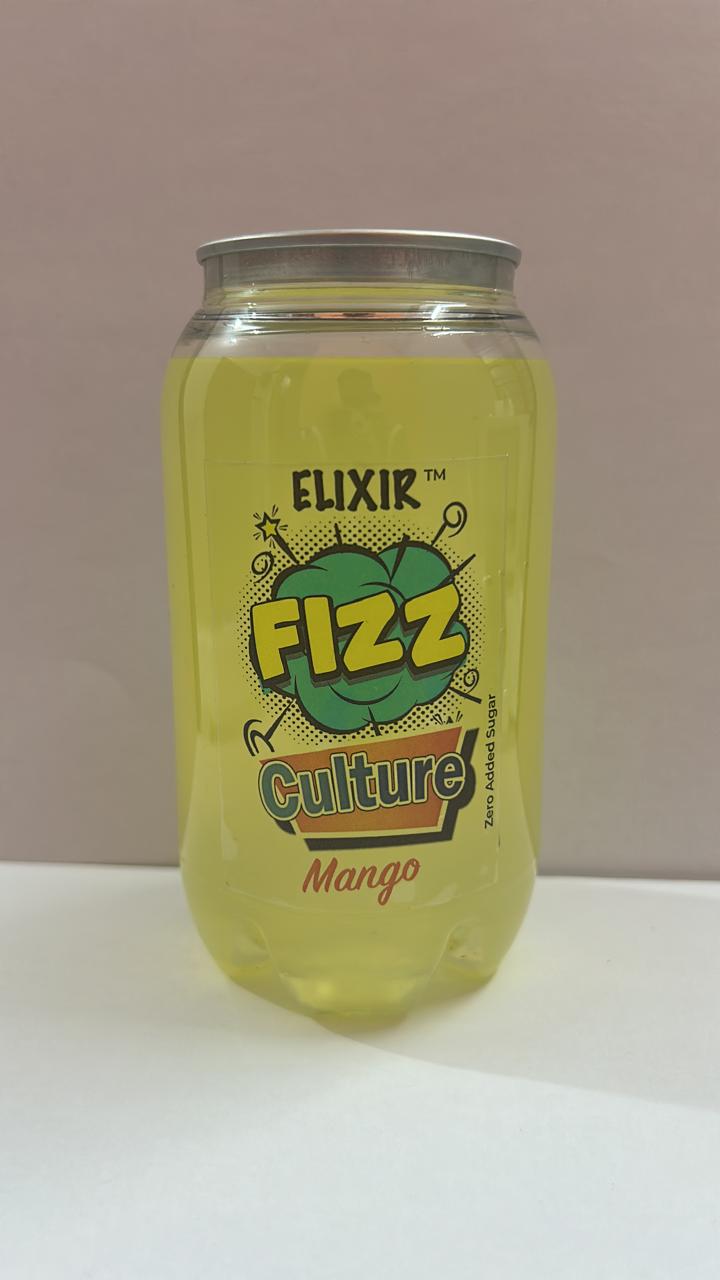 ELIXIR™
FIZZ
Culture
Mango
Zero Added Sugar